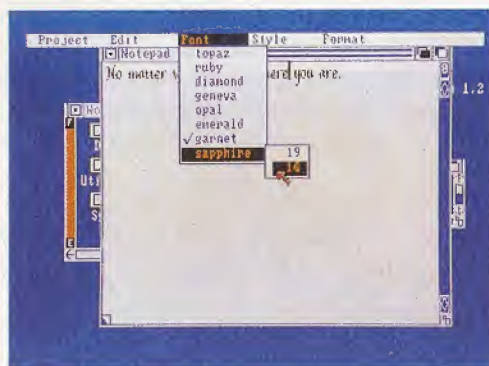 Project Edit Font Style Format
Notepad
topaz
No matter here you are.
ruby
diamond
geneva
opal
emerald
✓ garnet
sapphire 19
14
1.2